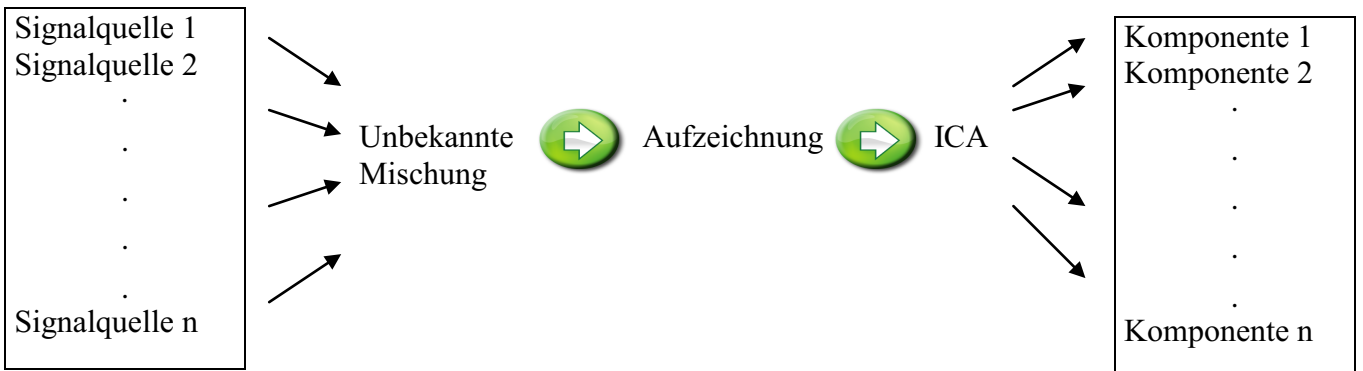 Signalquelle 1
Signalquelle 2
.
.
.
.
.
Signalquelle n
Unbekannte
Mischung
Aufzeichnung
ICA
Komponente 1
Komponente 2
.
.
.
.
.
Komponente n